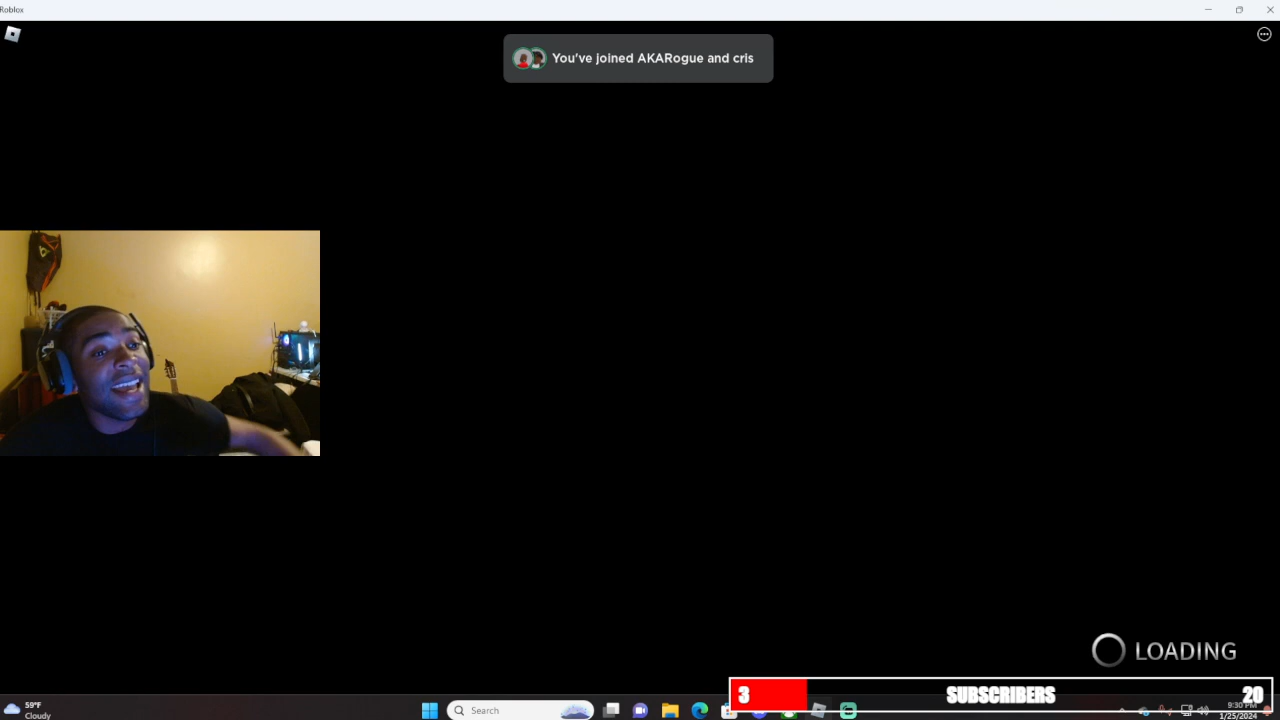 Roblox
You've joined AKARogue and cris
LOADING
3 SUBSCRIBERS 20
59°F
Cloudy
Search
9:30 PM
1/25/2024